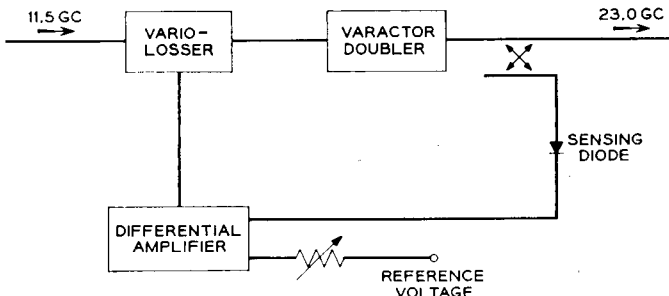 11.5 GC
VARIO-
LOSSER
VARACTOR
DOUBLER
23.0 GC
SENSING
DIODE
DIFFERENTIAL
AMPLIFIER
REFERENCE
VOLTAGE